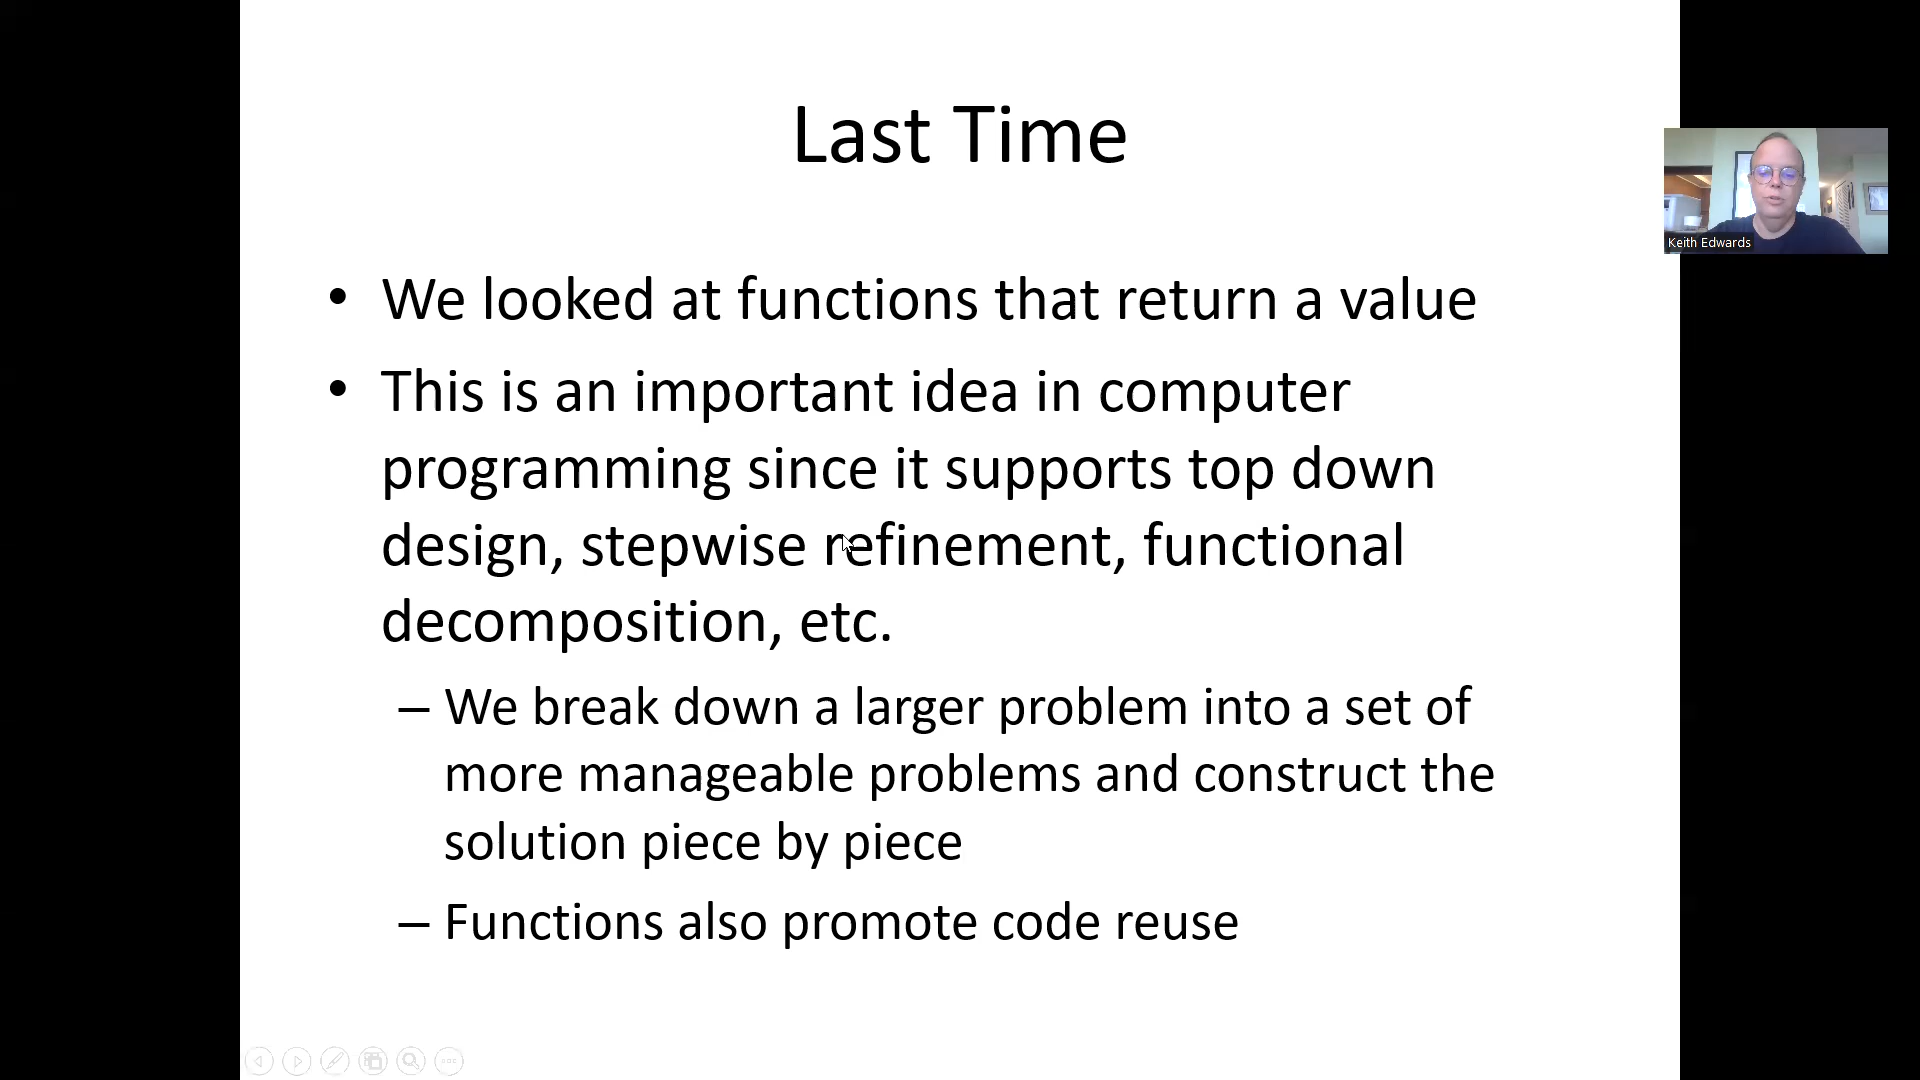 Last Time
Keith Edwards
• We looked at functions that return a value
• This is an important idea in computer
programming since it supports top down
design, stepwise refinement, functional
decomposition, etc.
– We break down a larger problem into a set of
more manageable problems and construct the
solution piece by piece
– Functions also promote code reuse